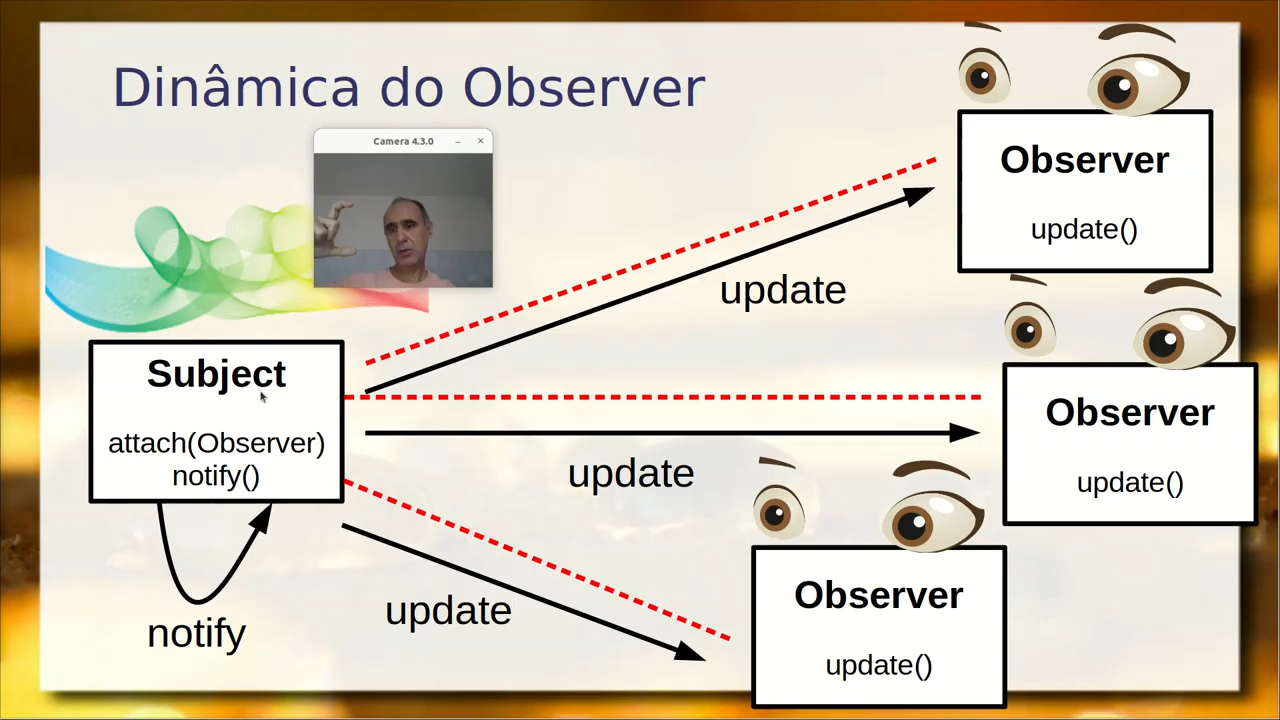 Dinâmica do Observer
Camera 4.3.0
Observer
update()
update
Subject
attach(Observer)
notify()
Observer
update()
update
Observer
update()
update
notify